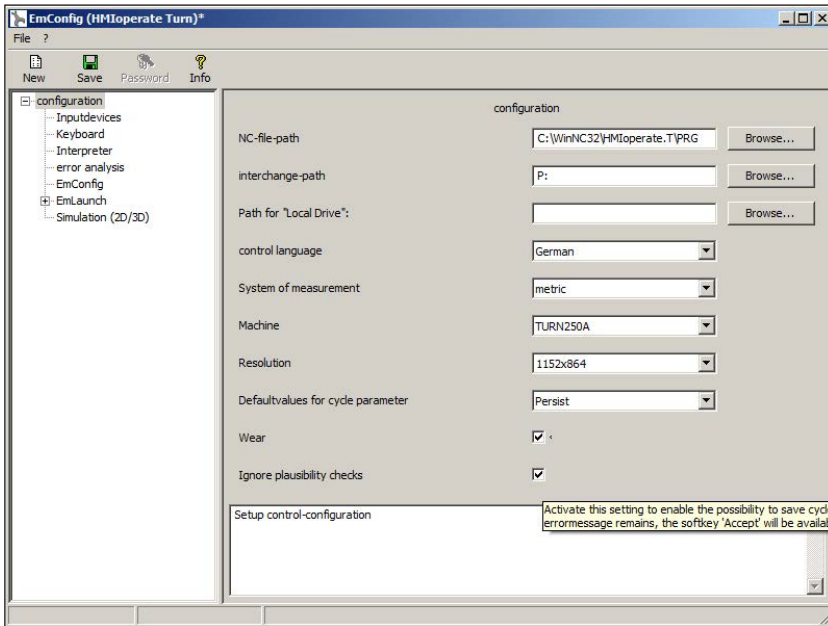 EmConfig (HMIoperate Turn)*
File ?
New Save Password Info
configuration
Inputdevices
Keyboard
Interpreter
error analysis
EmConfig
EmLaunch
Simulation (2D/3D)
configuration
NC-file-path C:\WinNC32\HMIoperate.T\PRG Browse...
interchange-path P: Browse...
Path for "Local Drive": Browse...
control language German
System of measurement metric
Machine TURN250A
Resolution 1152x864
Defaultvalues for cycle parameter Persist
Wear
Ignore plausibility checks
Setup control-configuration
Activate this setting to enable the possibility to save cycl
errormessage remains, the softkey 'Accept' will be availab